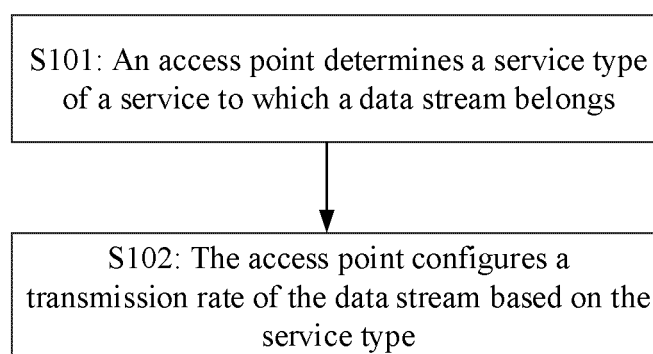 S101: An access point determines a service type
of a service to which a data stream belongs
S102: The access point configures a
transmission rate of the data stream based on the
service type